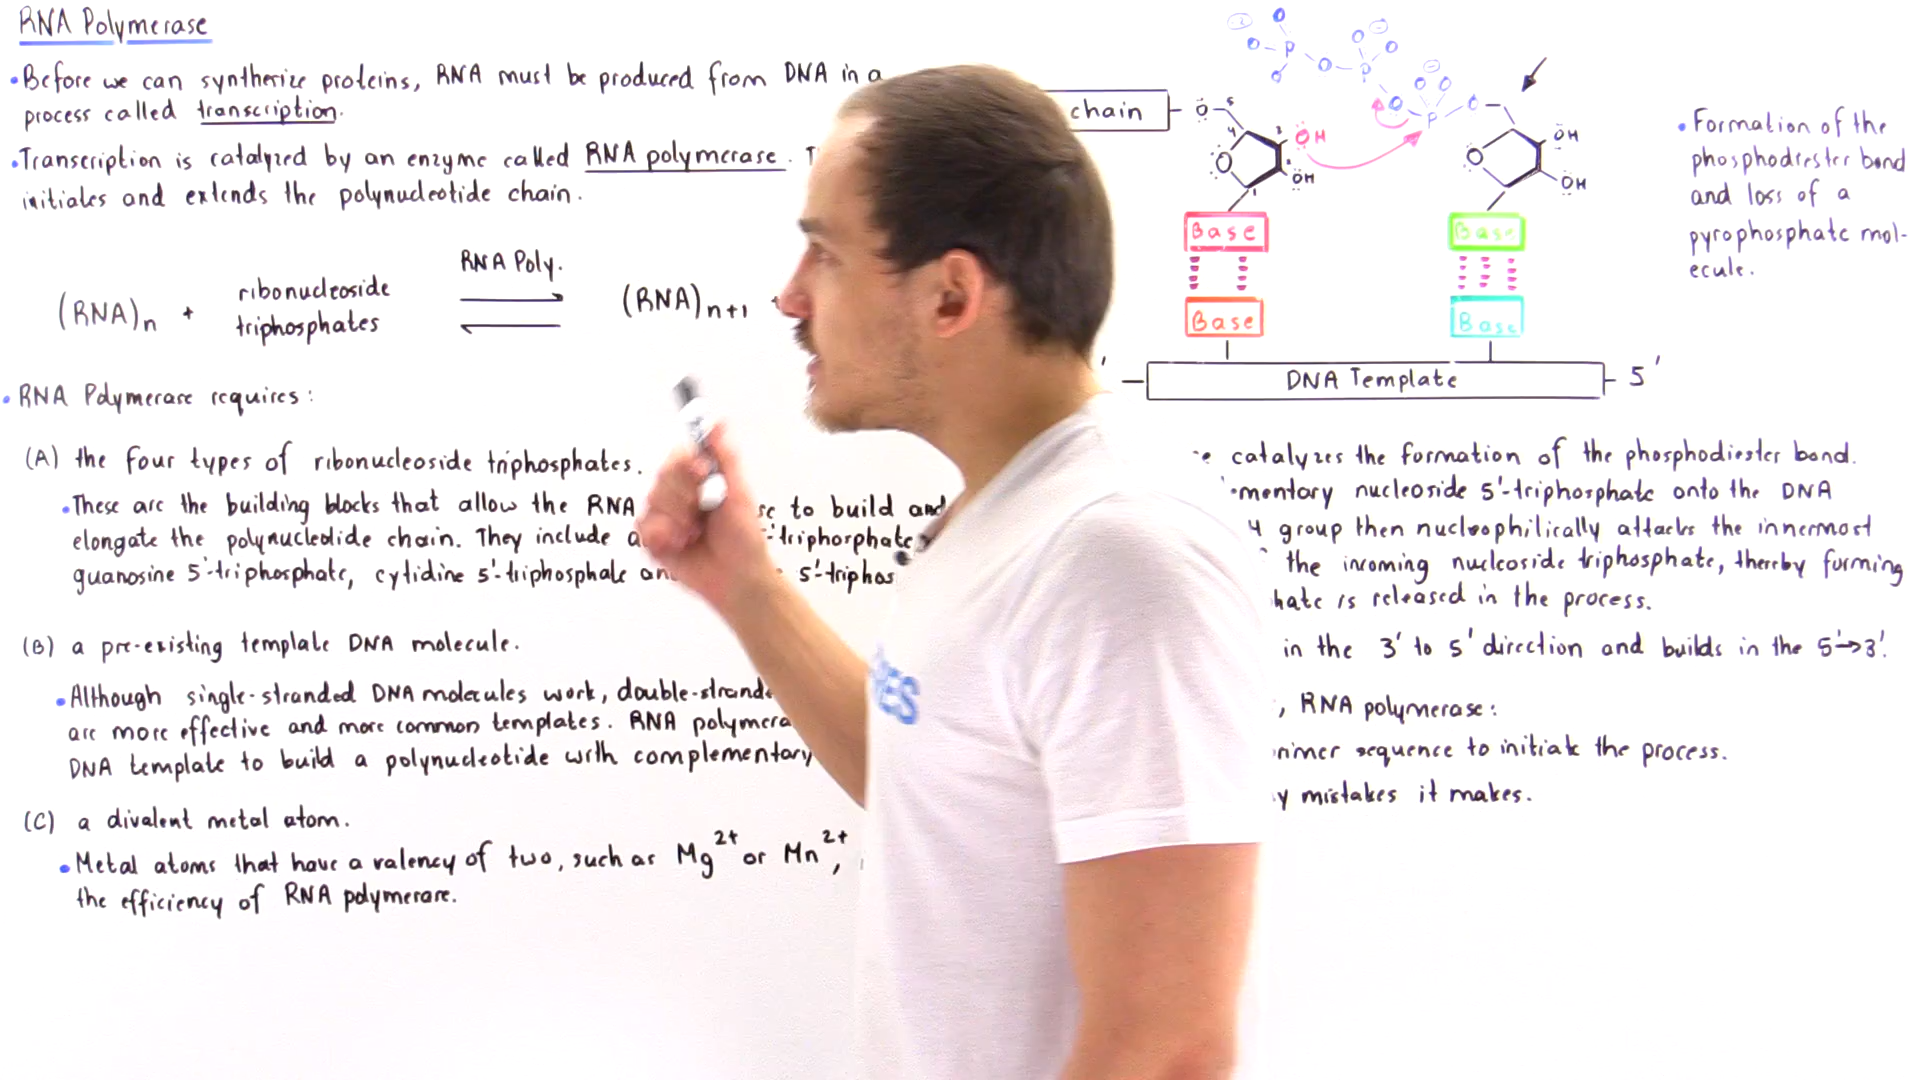 RNA Polymerase
•Before we can synthesize proteins, RNA must be produced from DNA in a
process called transcription.
•Transcription is catalyzed by an enzyme called RNA polymerase.
initiates and extends the polynucleotide chain.
(RNA)n + ribonucleoside triphosphates
RNA Poly.
(RNA)n+1
•RNA Polymerase requires:
(A) the four types of ribonucleoside triphosphates.
•These are the building blocks that allow the RNA to build and
elongate the polynucleotide chain. They include triphosphate,
guanosine 5'-triphosphate, cytidine 5'-triphosphate 5'-triphos
(B) a pre-existing template DNA molecule.
•Although single-stranded DNA molecules work, double-strand
are more effective and more common templates. RNA polymera
DNA template to build a polynucleotide with complementary
(C) a divalent metal atom.
•Metal atoms that have a valency of two, such as Mg2+ or Mn2+,
the efficiency of RNA polymerase.
chain
O 5
4 3
O
OH
2
OH
1
O P O P O P O
O
OH
OH
Base
Base
Base
Base
DNA Template
5'
•Formation of the
phosphodiester bond
and loss of a
pyrophosphate mol-
ecule.
catalyzes the formation of the phosphodiester bond.
mentary nucleoside 5'-triphosphate onto the DNA
group then nucleophilically attacks the innermost
the incoming nucleoside triphosphate, thereby forming
hate is released in the process.
in the 3' to 5' direction and builds in the 5'→3'.
, RNA polymerase:
rimer sequence to initiate the process.
y mistakes it makes.